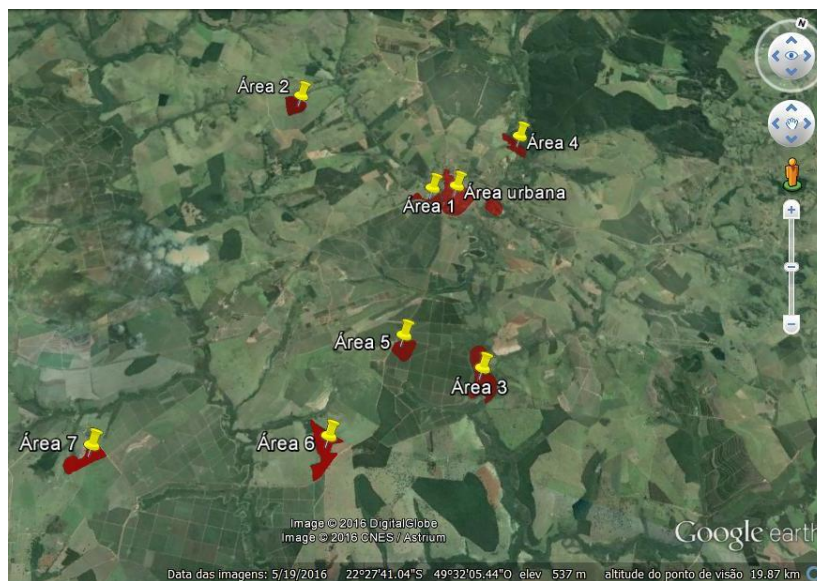 N
Área 2
Área 4
Área urbana
Área 1
Área 5
Área 3
Área 7
Área 6
Image © 2016 DigitalGlobe
Image © 2016 CNES / Astrium
Google earth
Data das imagens: 5/19/2016 22°27'41.04"S 49°32'05.44"O elev 537 m altitude do ponto de visão 19.87 km